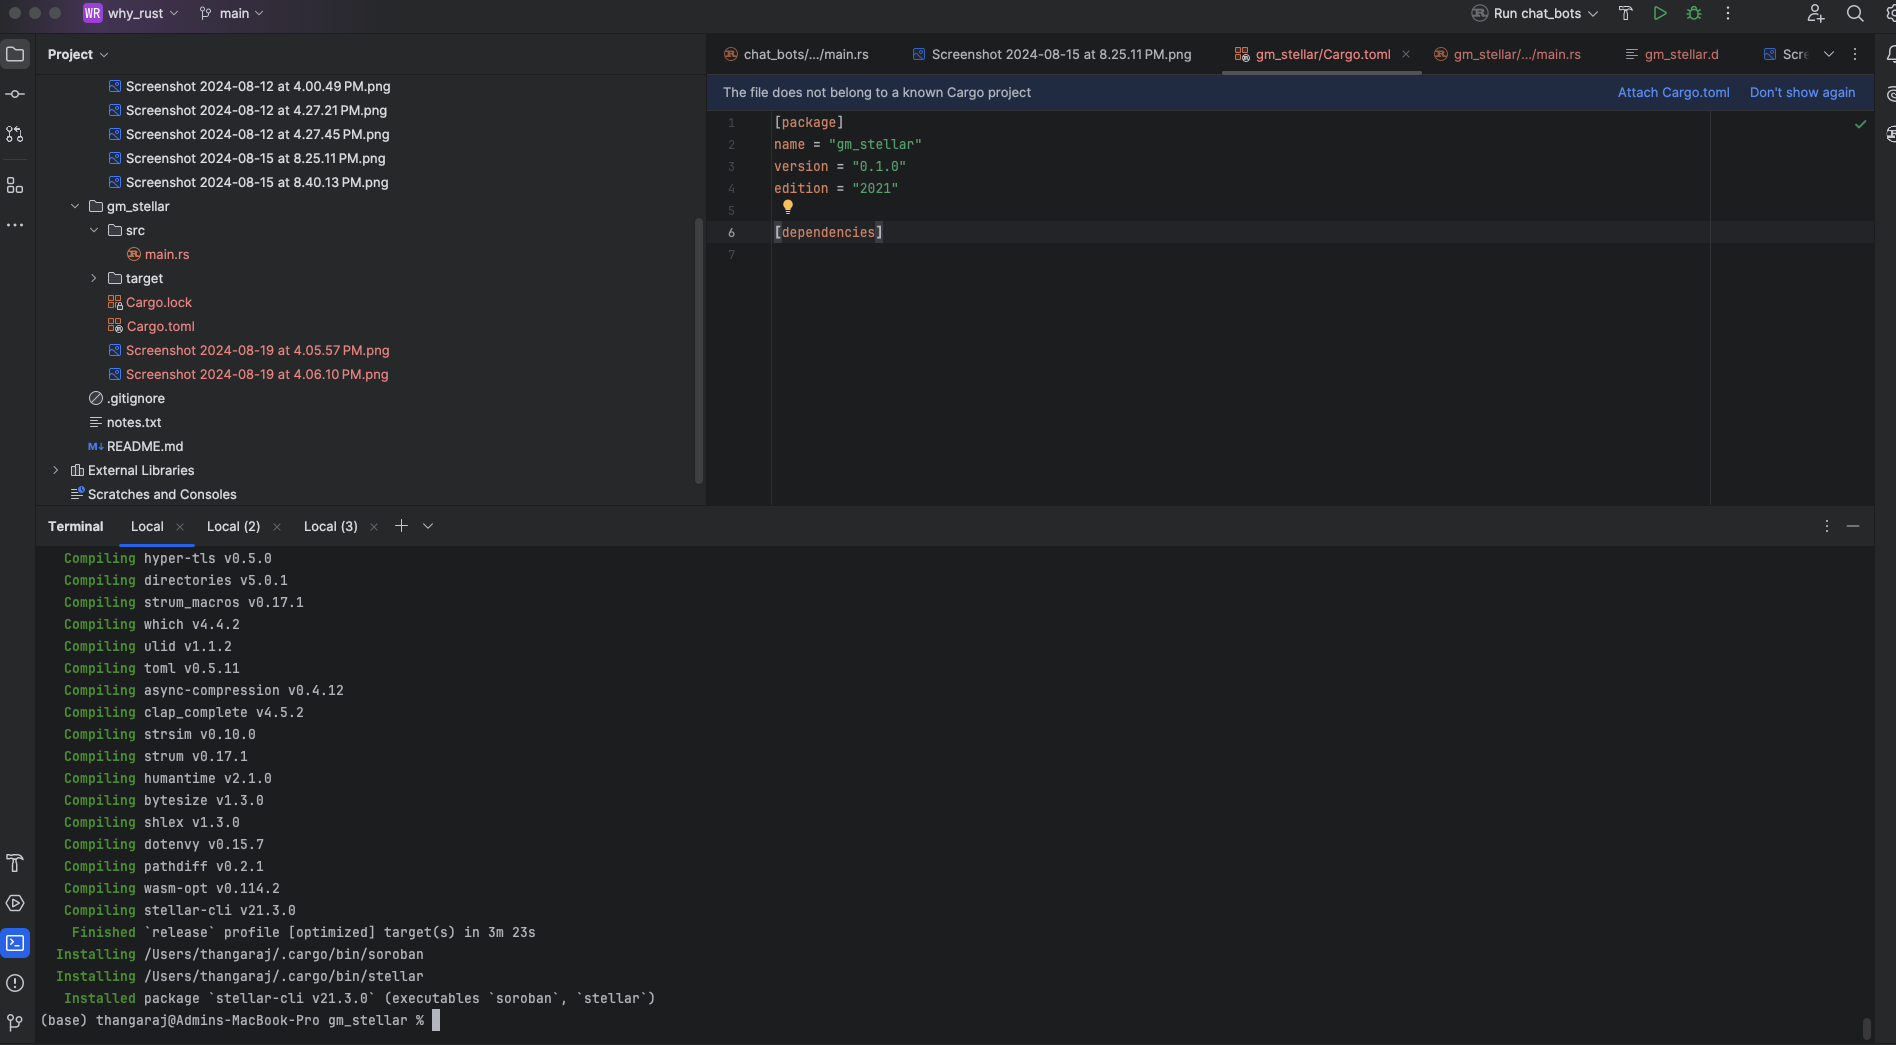 WR why_rust main Run chat_bots
Project
Screenshot 2024-08-12 at 4.00.49 PM.png
Screenshot 2024-08-12 at 4.27.21 PM.png
Screenshot 2024-08-12 at 4.27.45 PM.png
Screenshot 2024-08-15 at 8.25.11 PM.png
Screenshot 2024-08-15 at 8.40.13 PM.png
gm_stellar
src
main.rs
target
Cargo.lock
Cargo.toml
Screenshot 2024-08-19 at 4.05.57 PM.png
Screenshot 2024-08-19 at 4.06.10 PM.png
.gitignore
notes.txt
M↓ README.md
External Libraries
Scratches and Consoles
chat_bots/.../main.rs Screenshot 2024-08-15 at 8.25.11 PM.png gm_stellar/Cargo.toml gm_stellar/.../main.rs gm_stellar.d Scre
The file does not belong to a known Cargo project Attach Cargo.toml Don't show again
1 [package]
2 name = "gm_stellar"
3 version = "0.1.0"
4 edition = "2021"
5
6 [dependencies]
7
Terminal Local Local (2) Local (3)
Compiling hyper-tls v0.5.0
Compiling directories v5.0.1
Compiling strum_macros v0.17.1
Compiling which v4.4.2
Compiling ulid v1.1.2
Compiling toml v0.5.11
Compiling async-compression v0.4.12
Compiling clap_complete v4.5.2
Compiling strsim v0.10.0
Compiling strum v0.17.1
Compiling humantime v2.1.0
Compiling bytesize v1.3.0
Compiling shlex v1.3.0
Compiling dotenvy v0.15.7
Compiling pathdiff v0.2.1
Compiling wasm-opt v0.114.2
Compiling stellar-cli v21.3.0
Finished `release` profile [optimized] target(s) in 3m 23s
Installing /Users/thangaraj/.cargo/bin/soroban
Installing /Users/thangaraj/.cargo/bin/stellar
Installed package `stellar-cli v21.3.0` (executables `soroban`, `stellar`)
(base) thangaraj@Admins-MacBook-Pro gm_stellar %